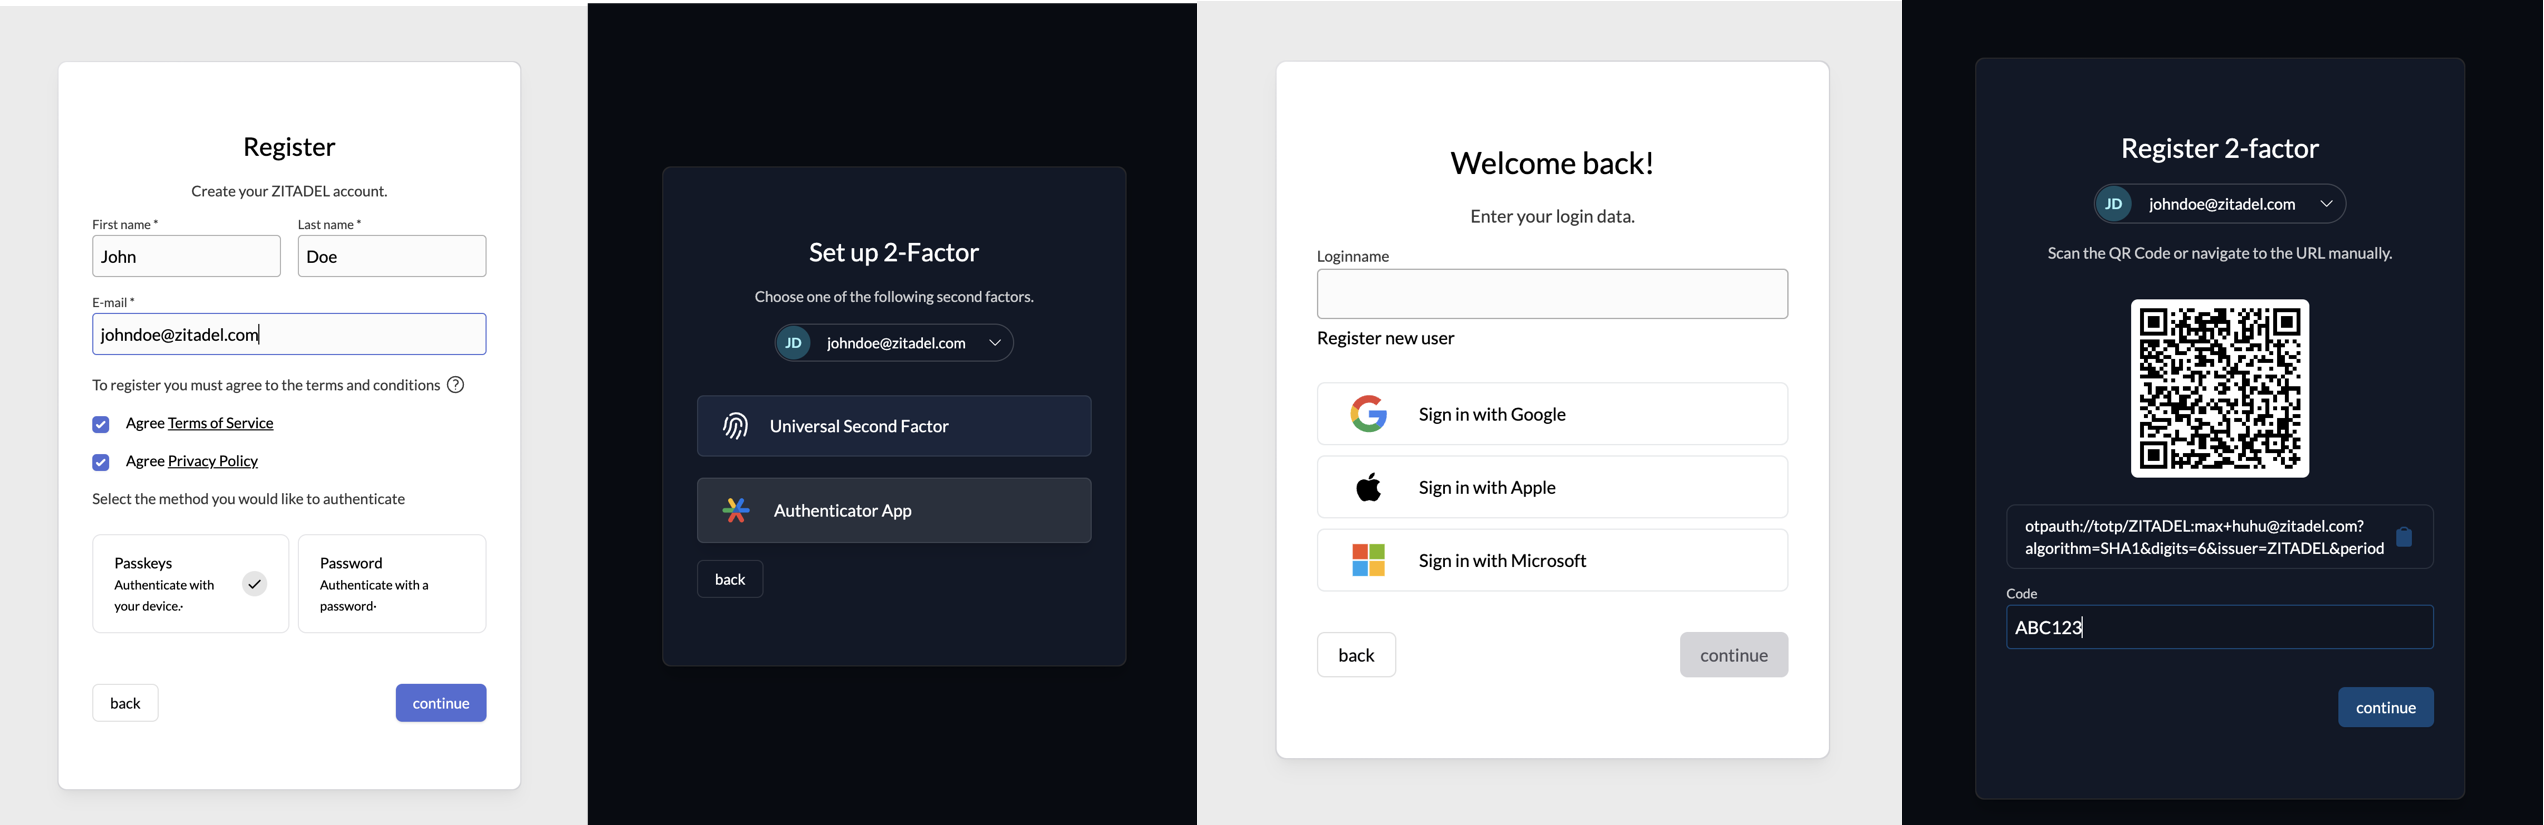 Register
Create your ZITADEL account.
First name *
Last name *
John
Doe
E-mail *
johndoe@zitadel.com
To register you must agree to the terms and conditions ?
Agree Terms of Service
Agree Privacy Policy
Select the method you would like to authenticate
Passkeys
Authenticate with
your device.·
Password
Authenticate with a
password·
back
continue
Set up 2-Factor
Choose one of the following second factors.
JD johndoe@zitadel.com
Universal Second Factor
Authenticator App
back
Welcome back!
Enter your login data.
Loginname
Register new user
Sign in with Google
Sign in with Apple
Sign in with Microsoft
back
continue
Register 2-factor
JD johndoe@zitadel.com
Scan the QR Code or navigate to the URL manually.
otpauth://totp/ZITADEL:max+huhu@zitadel.com?
algorithm=SHA1&digits=6&issuer=ZITADEL&period
Code
ABC123
continue